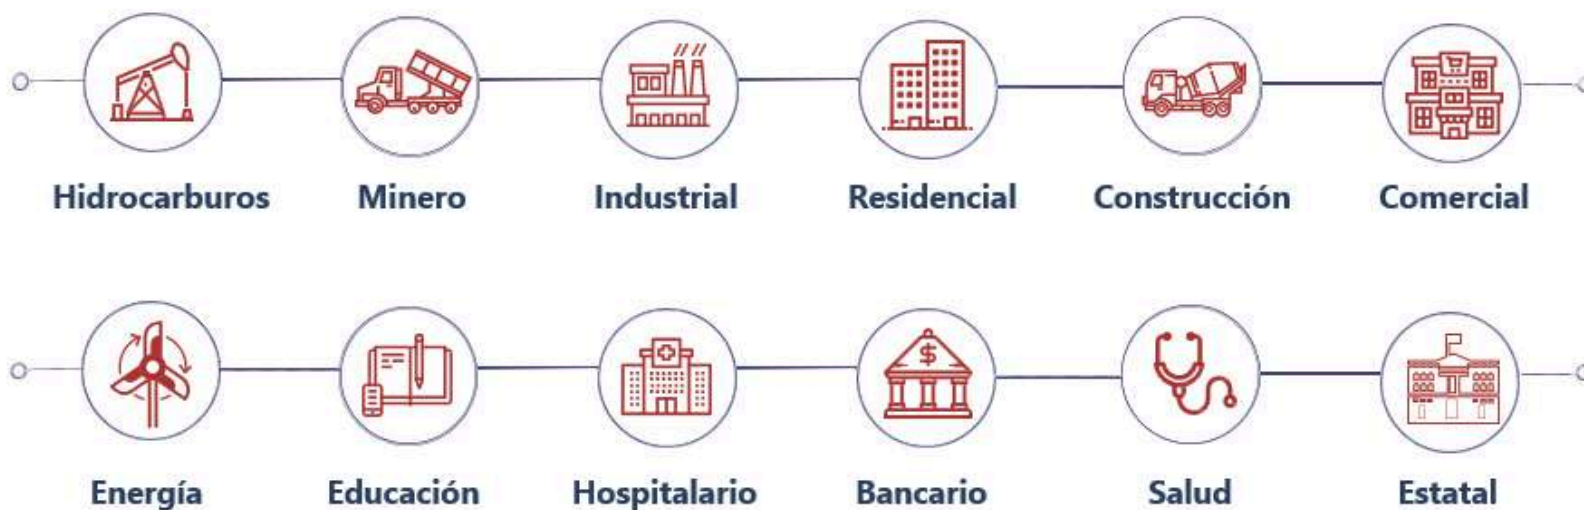 Hidrocarburos Minero Industrial Residencial Construcción Comercial
$
Energía Educación Hospitalario Bancario Salud Estatal